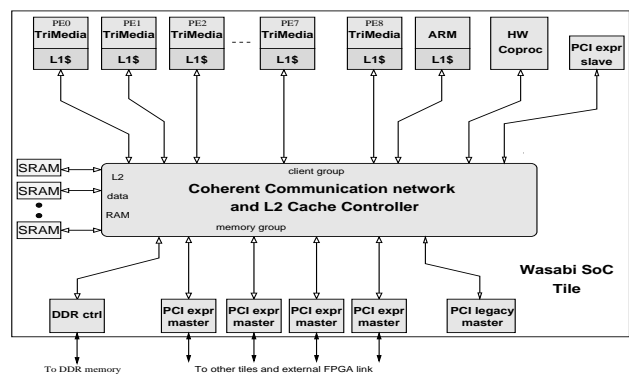 PE0 PE1 PE2 PE7 PE8
TriMedia TriMedia TriMedia --- TriMedia TriMedia ARM HW Coproc PCI expr slave
L1$ L1$ L1$ L1$ L1$ L1$
SRAM
SRAM
SRAM
L2
data
RAM
client group
Coherent Communication network
and L2 Cache Controller
memory group
Wasabi SoC
Tile
DDR ctrl
PCI expr master
PCI expr master
PCI expr master
PCI expr master
PCI legacy master
To DDR memory
To other tiles and external FPGA link